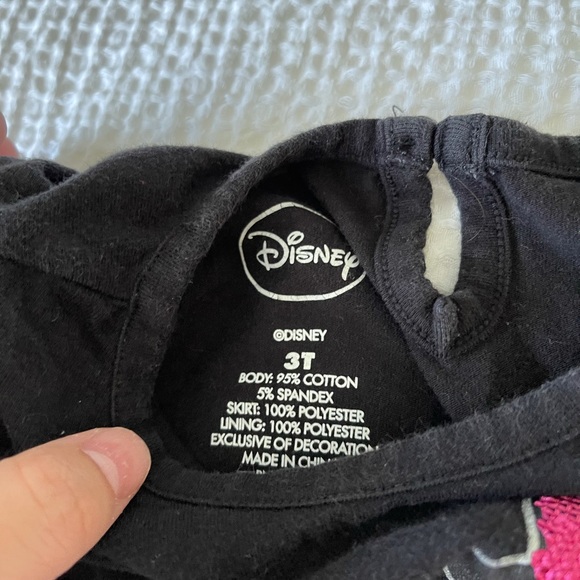 Disney
©DISNEY
3T
BODY: 95% COTTON
5% SPANDEX
SKIRT: 100% POLYESTER
LINING: 100% POLYESTER
EXCLUSIVE OF DECORATION
MADE IN CHINA